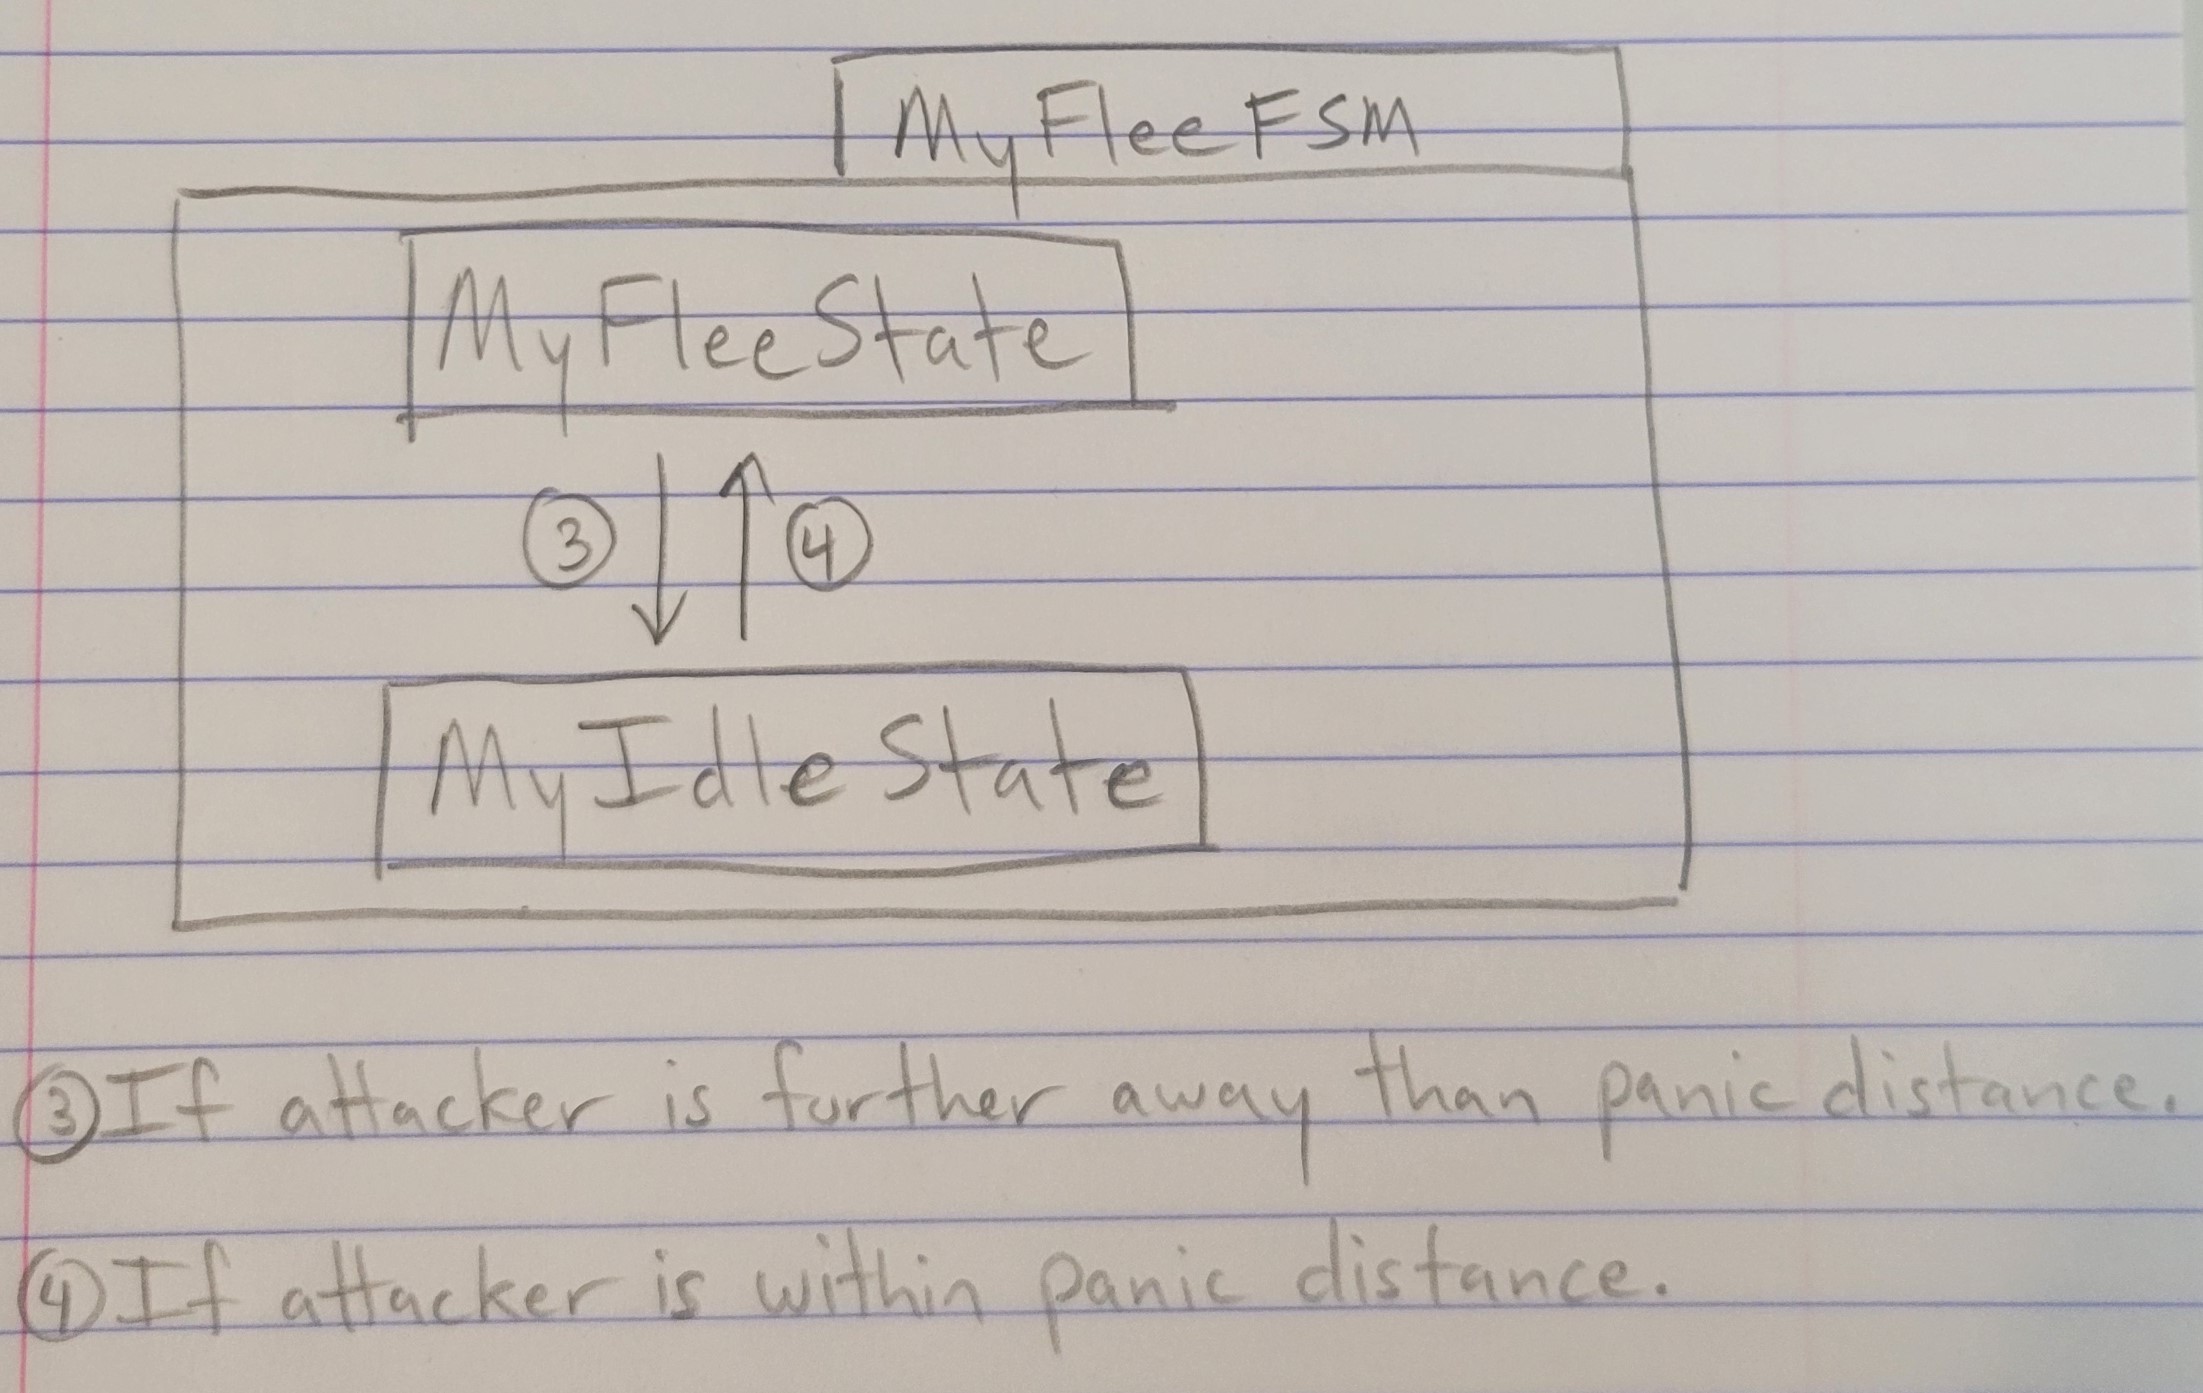 MyFleeFSM
MyFleeState
③ ④
MyIdleState
③ If attacker is further away than panic distance.
④ If attacker is within panic distance.